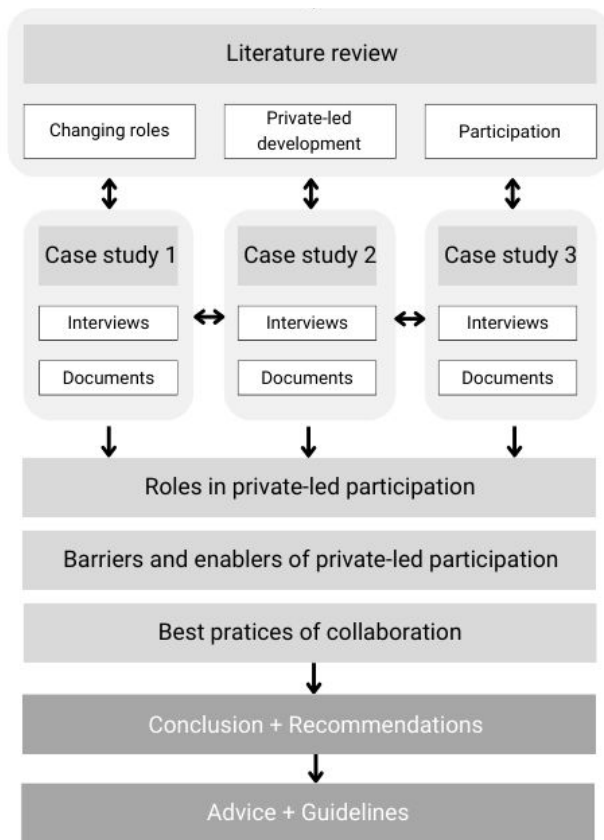 Literature review
Changing roles
Private-led
development
Participation
Case study 1
Interviews
Documents
Case study 2
Interviews
Documents
Case study 3
Interviews
Documents
Roles in private-led participation
Barriers and enablers of private-led participation
Best pratices of collaboration
Conclusion + Recommendations
Advice + Guidelines